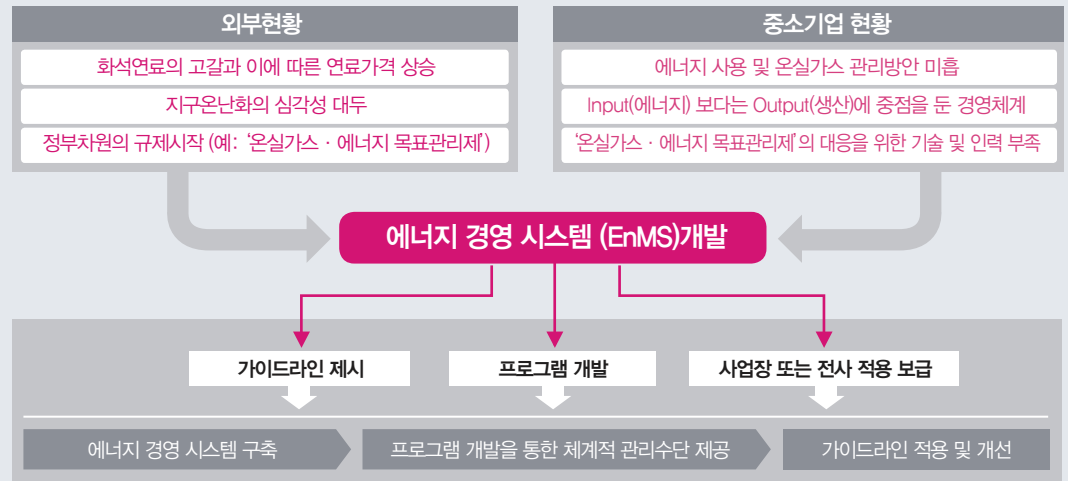 외부현황
화석연료의 고갈과 이에 따른 연료가격 상승
지구온난화의 심각성 대두
정부차원의 규제시작 (예: ‘온실가스 · 에너지 목표관리제’)
중소기업 현황
에너지 사용 및 온실가스 관리방안 미흡
Input(에너지) 보다는 Output(생산)에 중점을 둔 경영체계
‘온실가스 · 에너지 목표관리제’의 대응을 위한 기술 및 인력 부족
에너지 경영 시스템 (EnMS)개발
가이드라인 제시
프로그램 개발
사업장 또는 전사 적용 보급
에너지 경영 시스템 구축
프로그램 개발을 통한 체계적 관리수단 제공
가이드라인 적용 및 개선